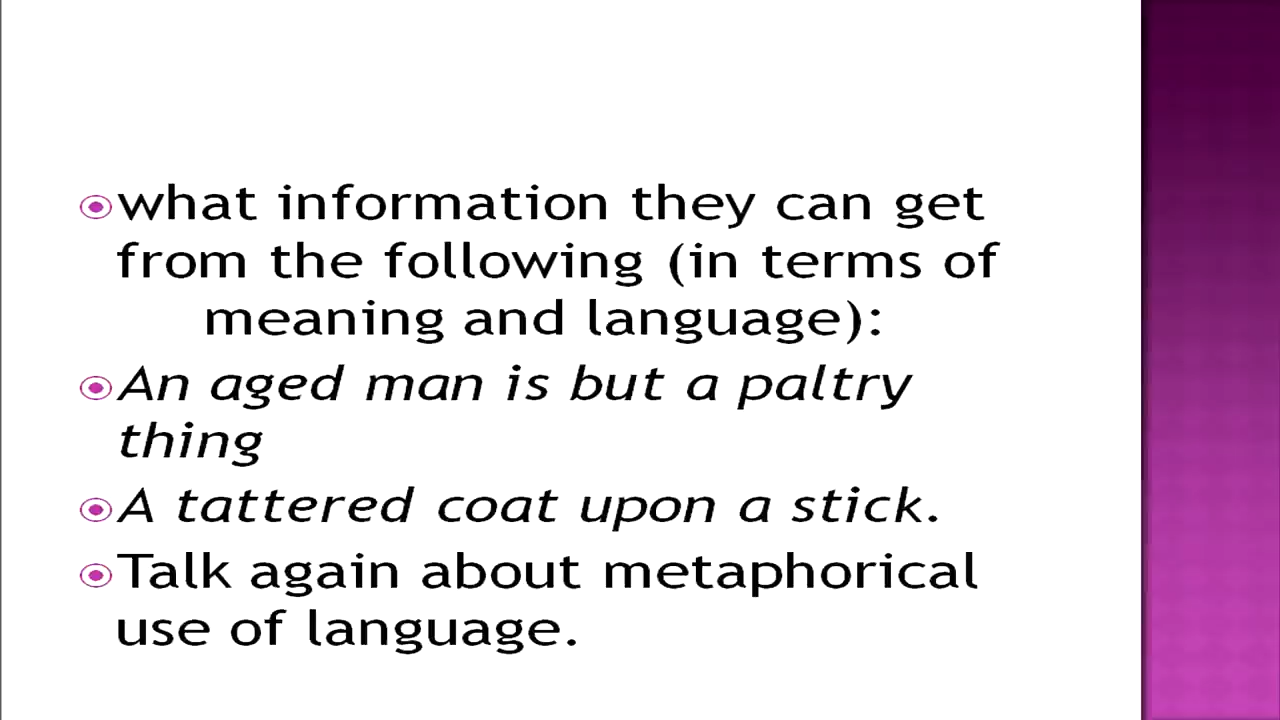 what information they can get
from the following (in terms of
meaning and language):
An aged man is but a paltry
thing
A tattered coat upon a stick.
Talk again about metaphorical
use of language.